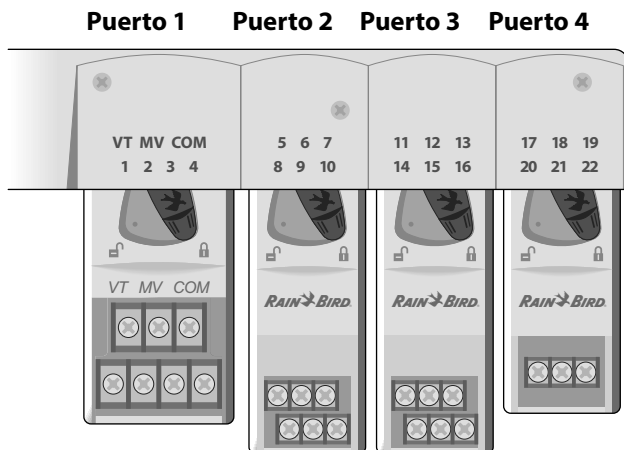 Puerto 1 Puerto 2 Puerto 3 Puerto 4
VT MV COM 5 6 7 11 12 13 17 18 19
1 2 3 4 8 9 10 14 15 16 20 21 22
VT MV COM
RAIN BIRD RAIN BIRD RAIN BIRD